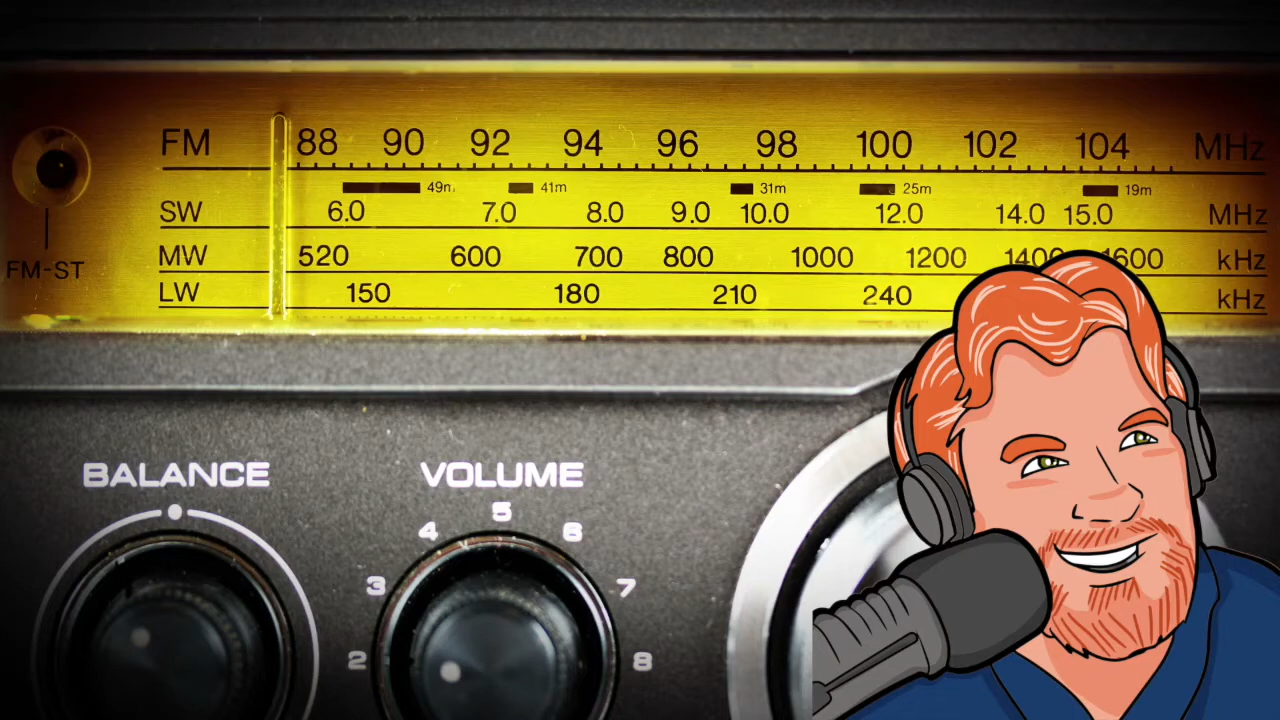 FM 88 90 92 94 96 98 100 102 104 MHz
49m 41m 31m 25m 19m
SW 6.0 7.0 8.0 9.0 10.0 12.0 14.0 15.0 MHz
MW 520 600 700 800 1000 1200 1400 1600 kHz
FM-ST
LW 150 180 210 240 kHz
BALANCE VOLUME
5
4 6
3 7
2 8